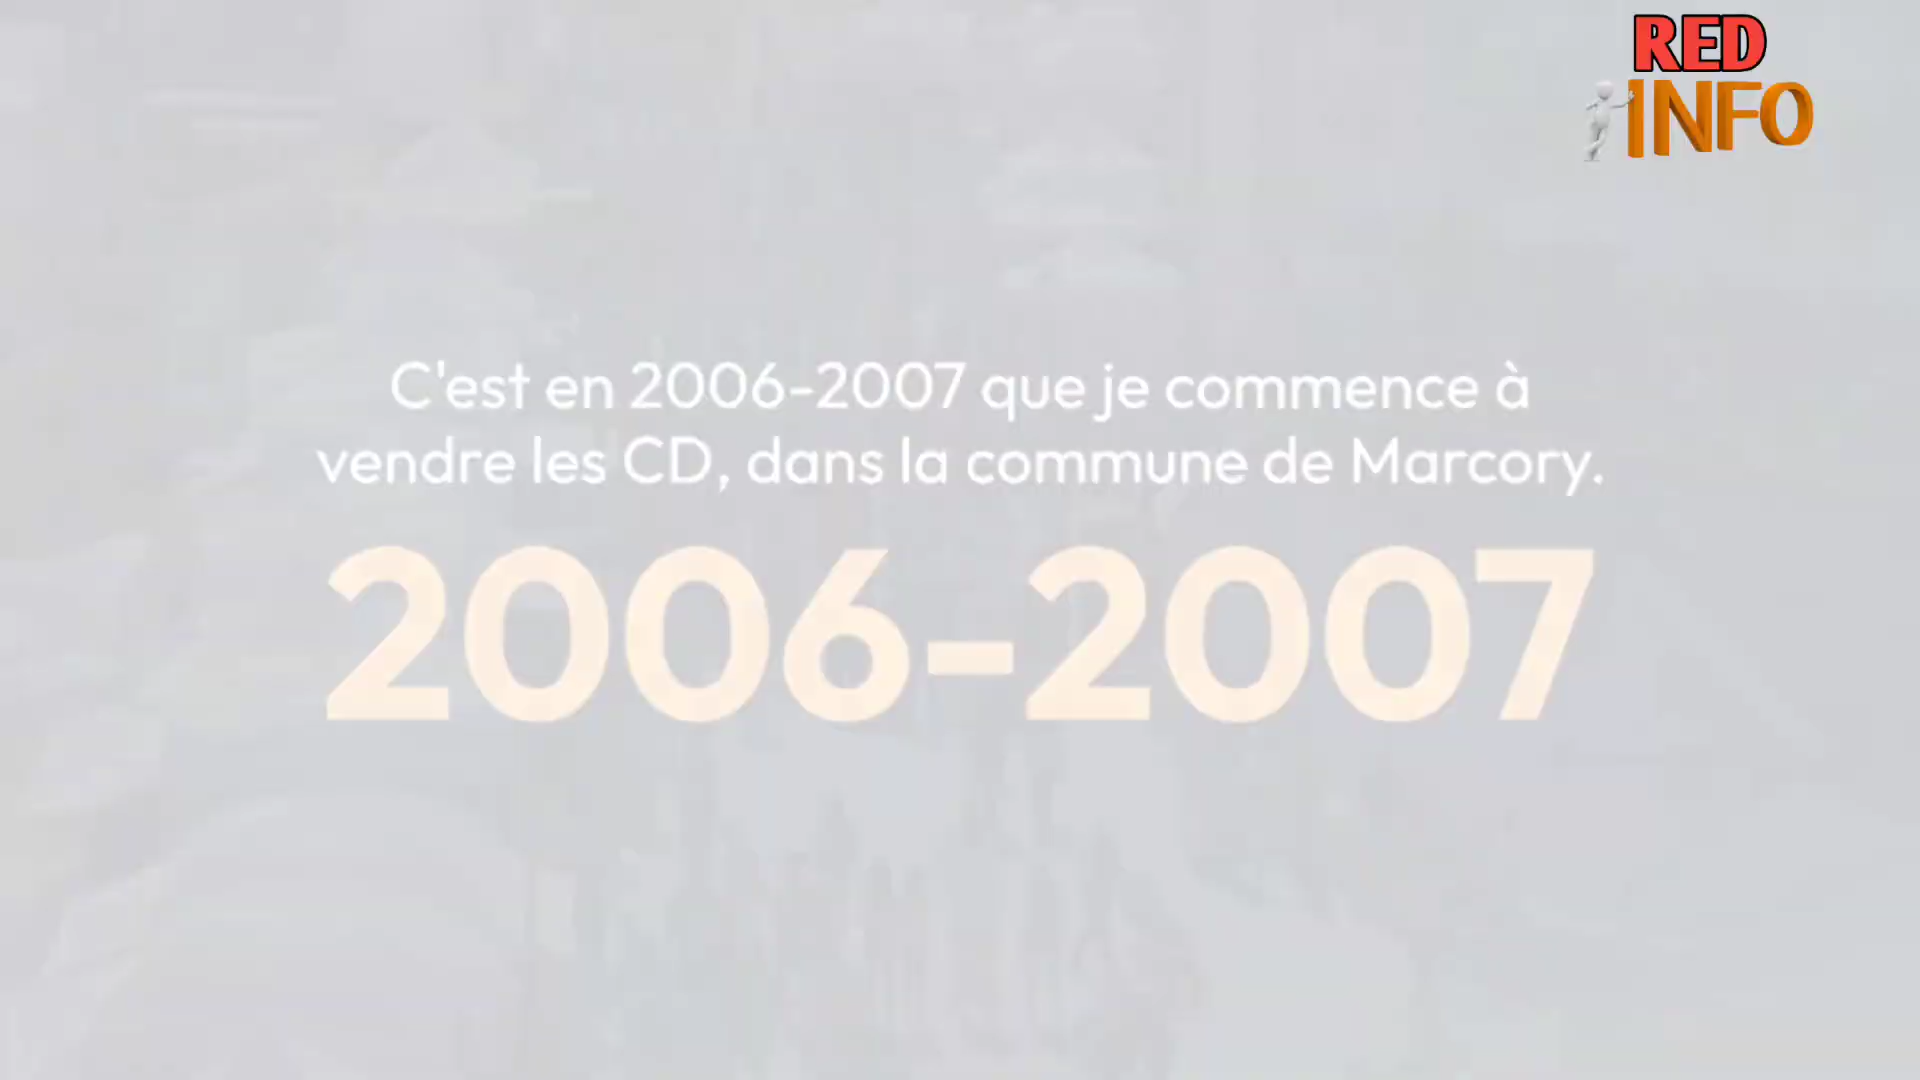 RED
INFO
C'est en 2006-2007 que je commence à
vendre les CD, dans la commune de Marcory.
2006-2007